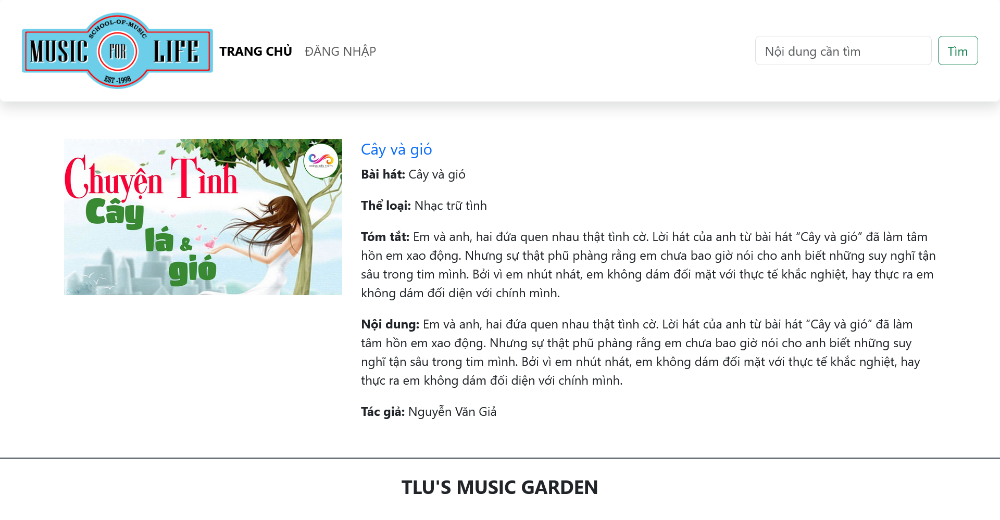 SCHOOL-OF-MUSIC
MUSIC FOR LIFE
EST -1998
TRANG CHỦ
ĐĂNG NHẬP
Nội dung cần tìm
Tìm
Chuyện Tình
Cây
lá &
gió
NHỮNG ĐIỀU THÚ VỊ
Cây và gió
Bài hát: Cây và gió
Thể loại: Nhạc trữ tình
Tóm tắt: Em và anh, hai đứa quen nhau thật tình cờ. Lời hát của anh từ bài hát “Cây và gió” đã làm tâm
hồn em xao động. Nhưng sự thật phũ phàng rằng em chưa bao giờ nói cho anh biết những suy nghĩ tận
sâu trong tim mình. Bởi vì em nhút nhát, em không dám đối mặt với thực tế khắc nghiệt, hay thực ra em
không dám đối diện với chính mình.
Nội dung: Em và anh, hai đứa quen nhau thật tình cờ. Lời hát của anh từ bài hát “Cây và gió” đã làm
tâm hồn em xao động. Nhưng sự thật phũ phàng rằng em chưa bao giờ nói cho anh biết những suy
nghĩ tận sâu trong tim mình. Bởi vì em nhút nhát, em không dám đối mặt với thực tế khắc nghiệt, hay
thực ra em không dám đối diện với chính mình.
Tác giả: Nguyễn Văn Giả
TLU'S MUSIC GARDEN